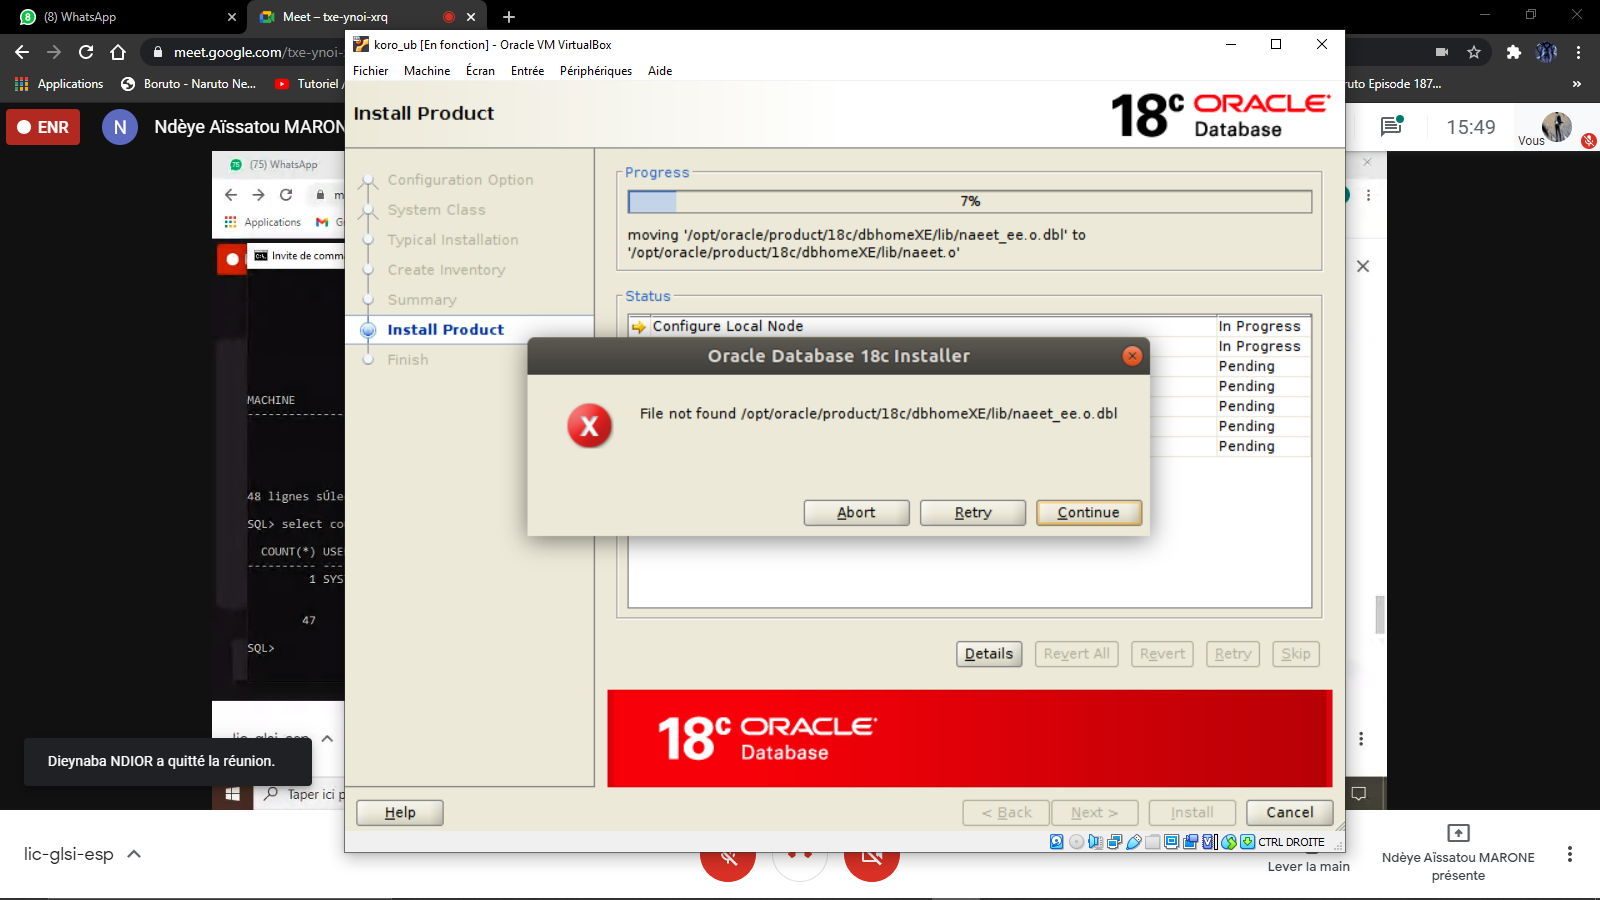 (8) WhatsApp
Meet – txe-ynoi-xrq
meet.google.com/txe-ynoi-
Applications
Boruto - Naruto Ne...
Tutoriel /
ruto Episode 187...
koro_ub [En fonction] - Oracle VM VirtualBox
Fichier Machine Écran Entrée Périphériques Aide
ENR
N
Ndèye Aïssatou MARON
15:49
Vous
Install Product
18c ORACLE
Database
(75) WhatsApp
Applications
Invite de comm
MACHINE
48 lignes súle
SQL> select co
COUNT(*) USE
1 SYS
47
SQL>
Configuration Option
System Class
Typical Installation
Create Inventory
Summary
Install Product
Finish
Progress
7%
moving '/opt/oracle/product/18c/dbhomeXE/lib/naeet_ee.o.dbl' to
'/opt/oracle/product/18c/dbhomeXE/lib/naeet.o'
Status
Configure Local Node In Progress
In Progress
Pending
Pending
Pending
Pending
Pending
Oracle Database 18c Installer
File not found /opt/oracle/product/18c/dbhomeXE/lib/naeet_ee.o.dbl
Abort Retry Continue
Details Revert All Revert Retry Skip
18c ORACLE
Database
Help < Back Next > Install Cancel
CTRL DROITE
Dieynaba NDIOR a quitté la réunion.
Taper ici p
lic-glsi-esp
Lever la main
Ndèye Aïssatou MARONE
présente